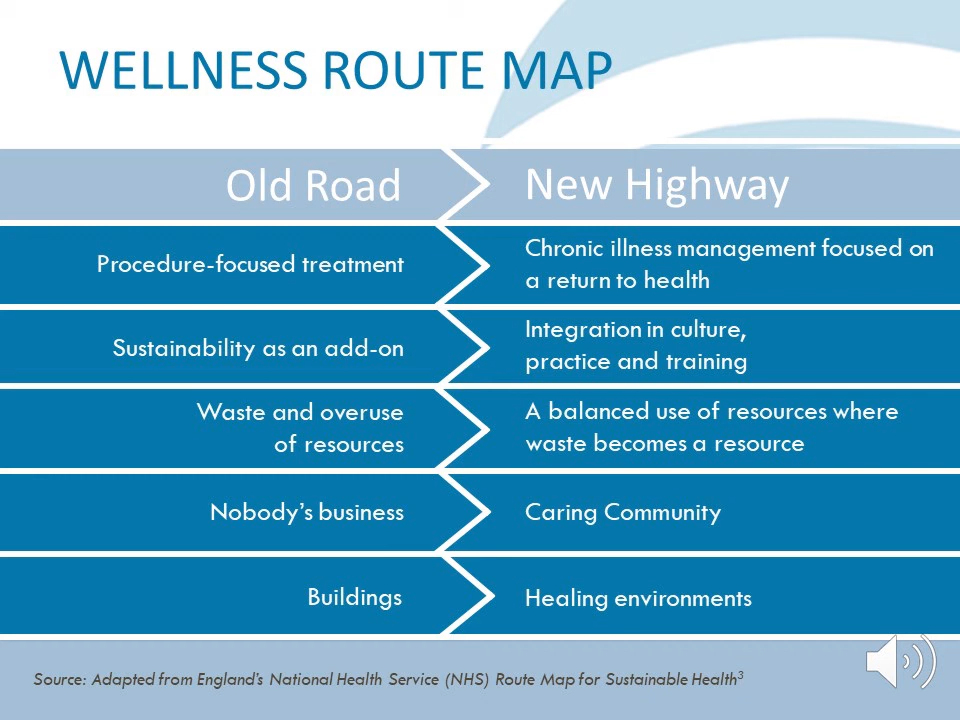 WELLNESS ROUTE MAP
Old Road
New Highway
Procedure-focused treatment
Chronic illness management focused on
a return to health
Sustainability as an add-on
Integration in culture,
practice and training
Waste and overuse
of resources
A balanced use of resources where
waste becomes a resource
Nobody's business
Caring Community
Buildings
Healing environments
Source: Adapted from England's National Health Service (NHS) Route Map for Sustainable Health³